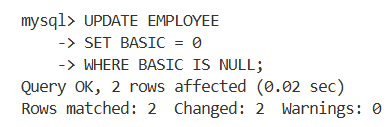 mysql> UPDATE EMPLOYEE
    -> SET BASIC = 0
    -> WHERE BASIC IS NULL;
Query OK, 2 rows affected (0.02 sec)
Rows matched: 2  Changed: 2  Warnings: 0